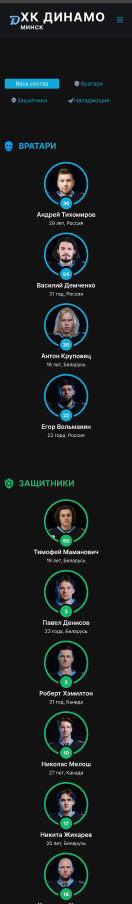 ХК ДИНАМО
МИНСК
Весь состав
Вратари
Защитники
Нападающие
ВРАТАРИ
38
Андрей Тихомиров
29 лет, Россия
94
Василий Демченко
31 год, Россия
30
Антон Круповец
19 лет, Беларусь
22
Егор Вельмакин
22 года, Россия
ЗАЩИТНИКИ
Тимофей Маманович
18 лет, Беларусь
Павел Денисов
23 года, Беларусь
5
Роберт Хэмилтон
31 год, Канада
10
Николас Мелош
27 лет, Канада
17
Никита Жихарев
20 лет, Беларусь
18